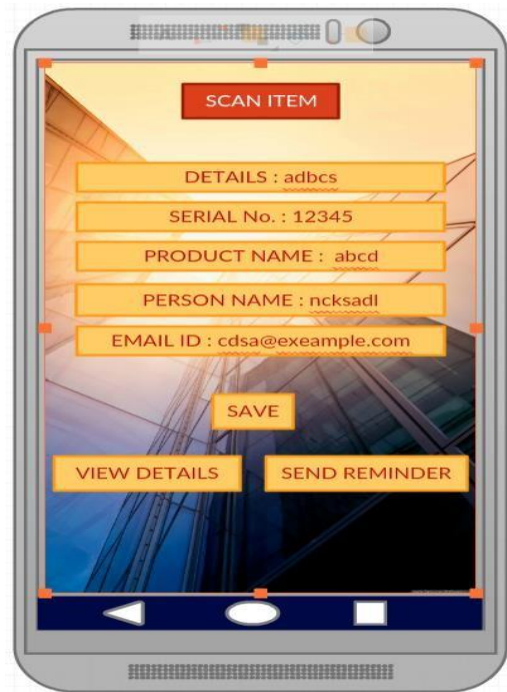 SCAN ITEM
DETAILS : adbcs
SERIAL No. : 12345
PRODUCT NAME : abcd
PERSON NAME : ncksadl
EMAIL ID : cdsa@exeample.com
SAVE
VIEW DETAILS SEND REMINDER